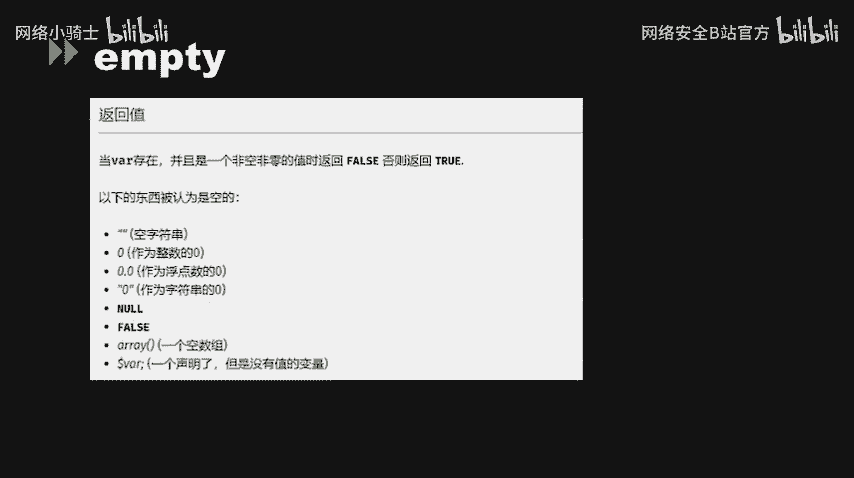 网络小骑士 bilibili
网络安全B站官方 bilibili
empty
返回值
当var存在，并且是一个非空非零的值时返回 FALSE 否则返回 TRUE.
以下的东西被认为是空的：
• "" (空字符串)
• 0 (作为整数的0)
• 0.0 (作为浮点数的0)
• "0" (作为字符串的0)
• NULL
• FALSE
• array() (一个空数组)
• $var; (一个声明了，但是没有值的变量)